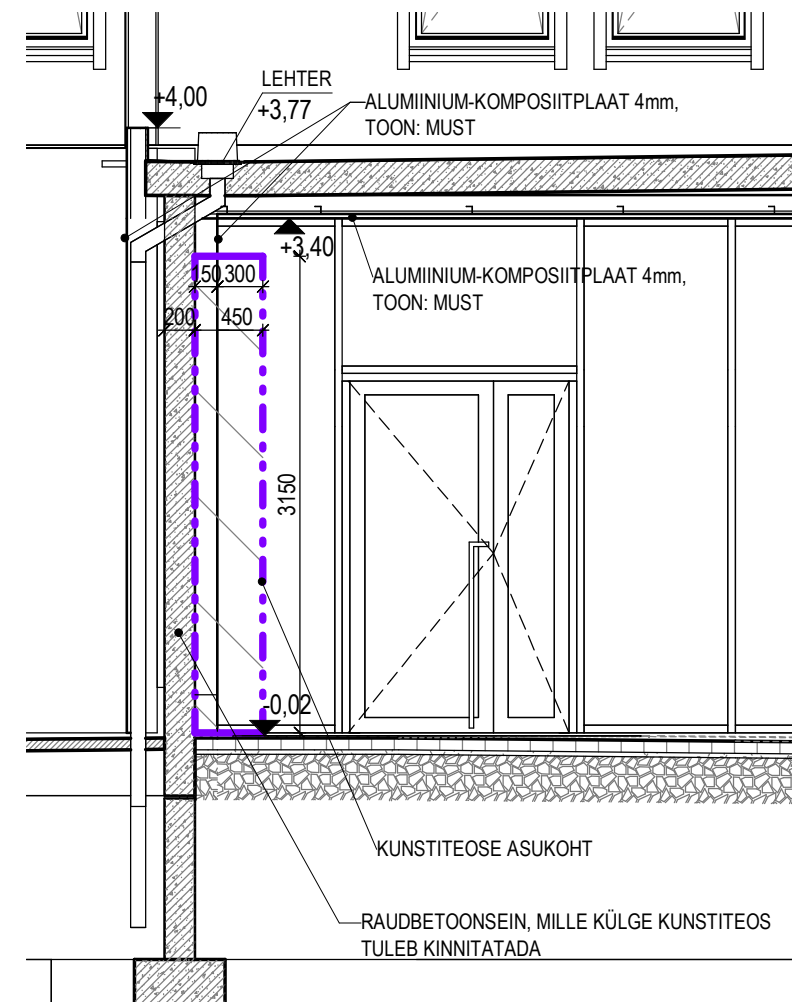 LEHTER
+4,00
+3,77
ALUMIINIUM-KOMPOSIITPLAAT 4mm,
TOON: MUST
+3,40
ALUMIINIUM-KOMPOSIITPLAAT 4mm,
TOON: MUST
150 300
200 450
3150
-0,02
KUNSTITEOSE ASUKOHT
RAUDBETOONSEIN, MILLE KÜLGE KUNSTITEOS
TULEB KINNITATADA